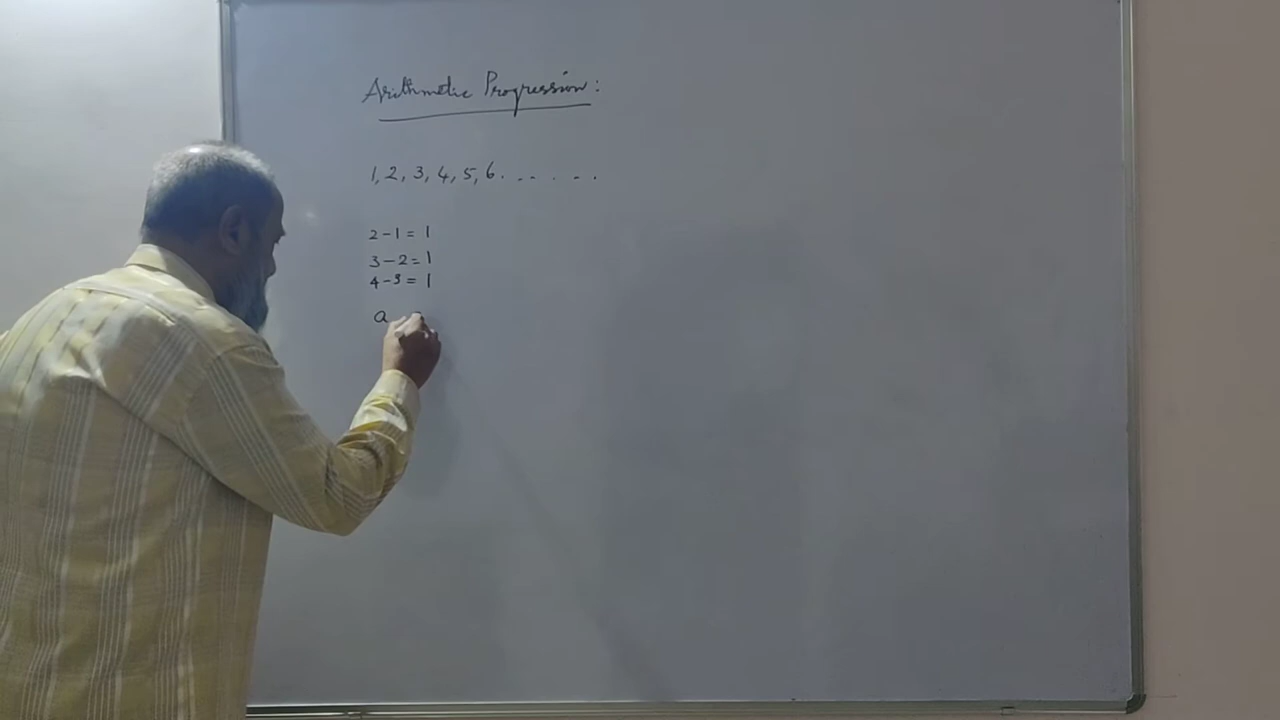 Arithmetic Progression:
1, 2, 3, 4, 5, 6. . . . . . .
2-1=1
3-2=1
4-3=1
a